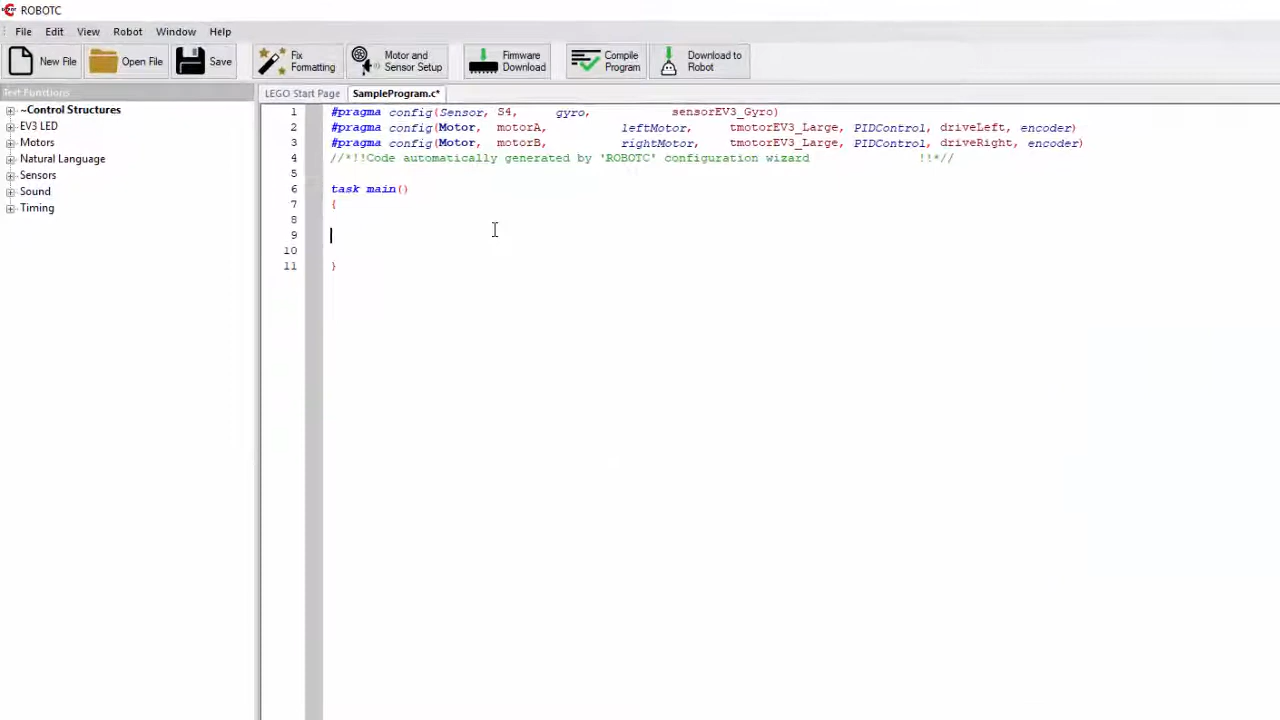 ROBOTC
File Edit View Robot Window Help
New File Open File Save Fix Formatting Motor and Sensor Setup Firmware Download Compile Program Download to Robot
Text Functions
LEGO Start Page SampleProgram.c*
~Control Structures
EV3 LED
Motors
Natural Language
Sensors
Sound
Timing
1 #pragma config(Sensor, S4, gyro, sensorEV3_Gyro)
2 #pragma config(Motor, motorA, leftMotor, tmotorEV3_Large, PIDControl, driveLeft, encoder)
3 #pragma config(Motor, motorB, rightMotor, tmotorEV3_Large, PIDControl, driveRight, encoder)
4 //*!!Code automatically generated by 'ROBOTC' configuration wizard !!*//
5
6 task main()
7 {
8
9
10
11 }